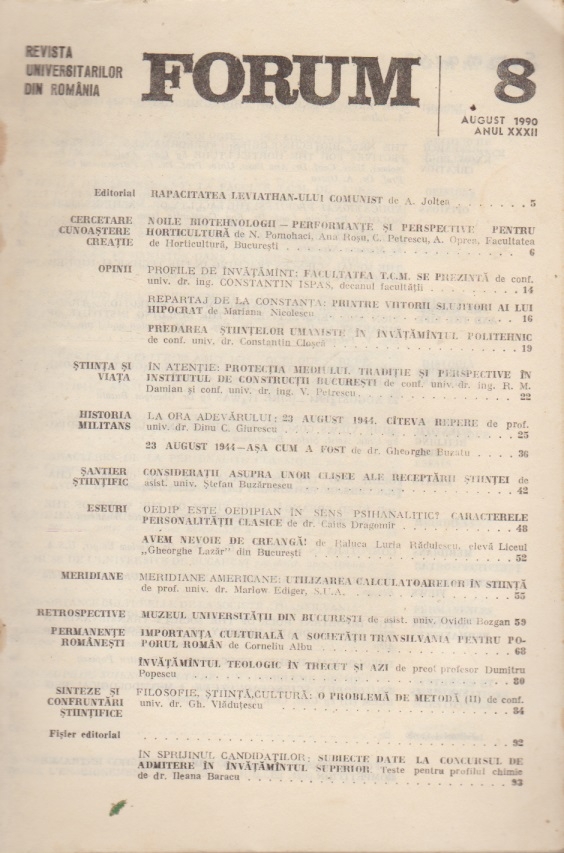 REVISTA
UNIVERSITARILOR
DIN ROMÂNIA
FORUM
8
AUGUST 1990
ANUL XXXII
Editorial RAPACITATEA LEVIATHAN-ULUI COMUNIST de A. Joltea . . . . . . . 5
CERCETARE CUNOAȘTERE CREAȚIE
NOILE BIOTEHNOLOGII — PERFORMANȚE ȘI PERSPECTIVE PENTRU
HORTICULTURĂ de N. Pomohaci, Ana Roșu, C. Petrescu, A. Oprea, Facultatea
de Horticultură, București . . . . . . . 6
OPINII PROFILE DE ÎNVĂȚĂMÎNT: FACULTATEA T.C.M. SE PREZINTĂ de conf.
univ. dr. ing. CONSTANTIN ISPAS, decanul facultății . . . . . . . 14
REPARTAJ DE LA CONSTANȚA: PRINTRE VIITORII SLUJITORI AI LUI
HIPOCRAT de Mariana Nicolescu . . . . . . . 16
PREDAREA ȘTIINȚELOR UMANISTE ÎN ÎNVĂȚĂMÎNTUL POLITEHNIC
de conf. univ. dr. Constantin Cloșcă . . . . . . . 19
ȘTIINȚA ȘI VIAȚA
ÎN ATENȚIE: PROTECȚIA MEDIULUI. TRADIȚIE ȘI PERSPECTIVE ÎN
INSTITUTUL DE CONSTRUCȚII BUCUREȘTI de conf. univ. dr. ing. R. M.
Damian și conf. univ. dr. ing. V. Petrescu . . . . . . . 22
HISTORIA MILITANS
LA ORA ADEVĂRULUI: 23 AUGUST 1944. CÎTEVA REPERE de prof.
univ. dr. Dinu C. Giurescu . . . . . . . 25
23 AUGUST 1944—AȘA CUM A FOST de dr. Gheorghe Buzatu . . . . 36
ȘANTIER ȘTIINȚIFIC
CONSIDERAȚII ASUPRA UNOR CLIȘEE ALE RECEPTĂRII ȘTIINȚEI de
asist. univ. Ștefan Buzărnescu . . . . . . . 42
ESEURI OEDIP ESTE OEDIPIAN ÎN SENS PSIHANALITIC? CARACTERELE
PERSONALITĂȚII CLASICE de dr. Caius Dragomir . . . . . . . 48
AVEM NEVOIE DE CREANGĂ! de Raluca Luria Rădulescu, elevă Liceul
„Gheorghe Lazăr" din București . . . . . . . 52
MERIDIANE MERIDIANE AMERICANE: UTILIZAREA CALCULATOARELOR ÎN ȘTIINȚĂ
de prof. univ. dr. Marlow Ediger, S.U.A. . . . . . . . 55
RETROSPECTIVE MUZEUL UNIVERSITĂȚII DIN BUCUREȘTI de asist. univ. Ovidiu Bozgan 59
PERMANENȚE ROMÂNEȘTI
IMPORTANȚA CULTURALĂ A SOCIETĂȚII TRANSILVANIA PENTRU PO-
PORUL ROMÂN de Corneliu Albu . . . . . . . 68
ÎNVĂȚĂMÎNTUL TEOLOGIC ÎN TRECUT ȘI AZI de preot profesor Dumitru
Popescu . . . . . . . 80
SINTEZE ȘI CONFRUNTĂRI ȘTIINȚIFICE
FILOSOFIE, ȘTIINȚĂ, CULTURĂ: O PROBLEMĂ DE METODĂ (II) de conf.
univ. dr. Gh. Vlăduțescu . . . . . . . 84
Fișier editorial . . . . . . . 92
ÎN SPRIJINUL CANDIDAȚILOR: SUBIECTE DATE LA CONCURSUL DE
ADMITERE ÎN ÎNVĂȚĂMÎNTUL SUPERIOR. Teste pentru profilul chimie
de dr. Ileana Baracu . . . . . . . 93